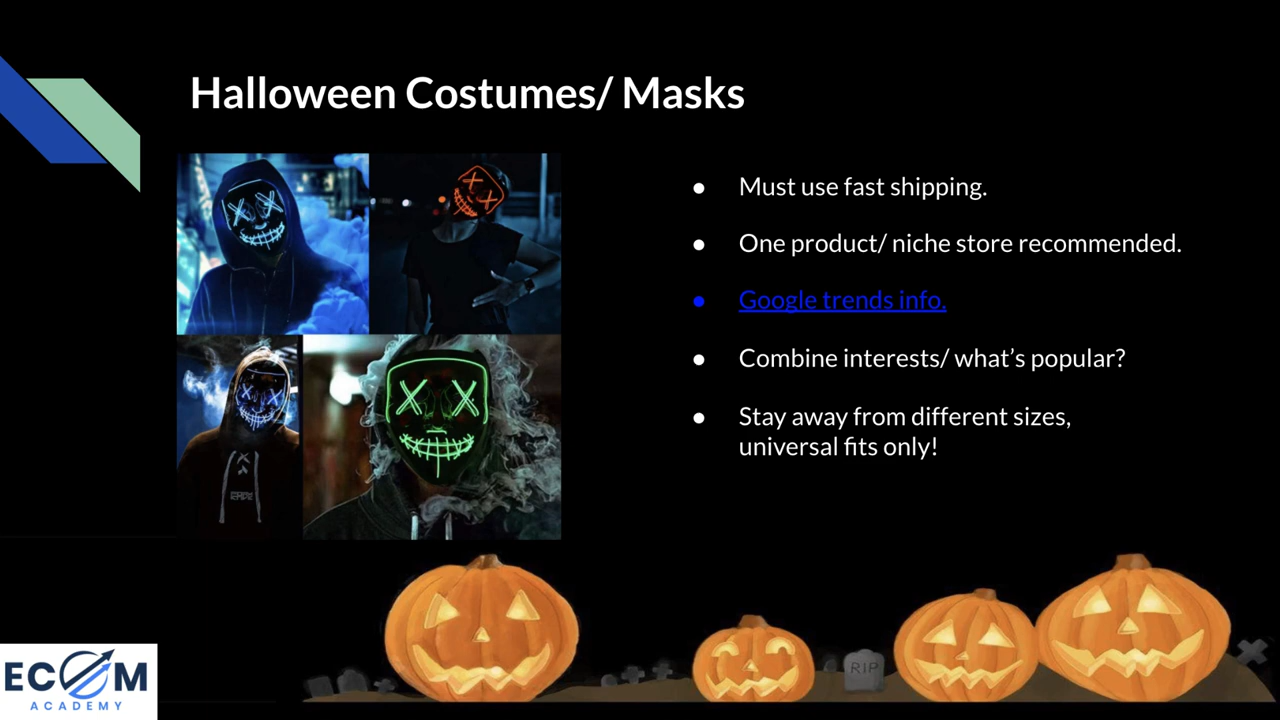 Halloween Costumes/ Masks
● Must use fast shipping.
● One product/ niche store recommended.
● Google trends info.
● Combine interests/ what’s popular?
● Stay away from different sizes,
universal fits only!
RIP
ECOM
ACADEMY